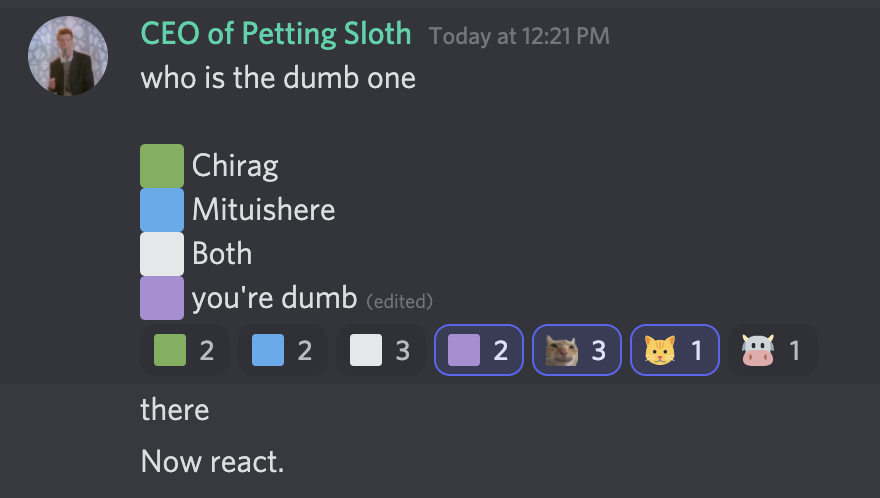 CEO of Petting Sloth Today at 12:21 PM
who is the dumb one
Chirag
Mituishere
Both
you're dumb (edited)
2 2 3 2 3 1 1
there
Now react.